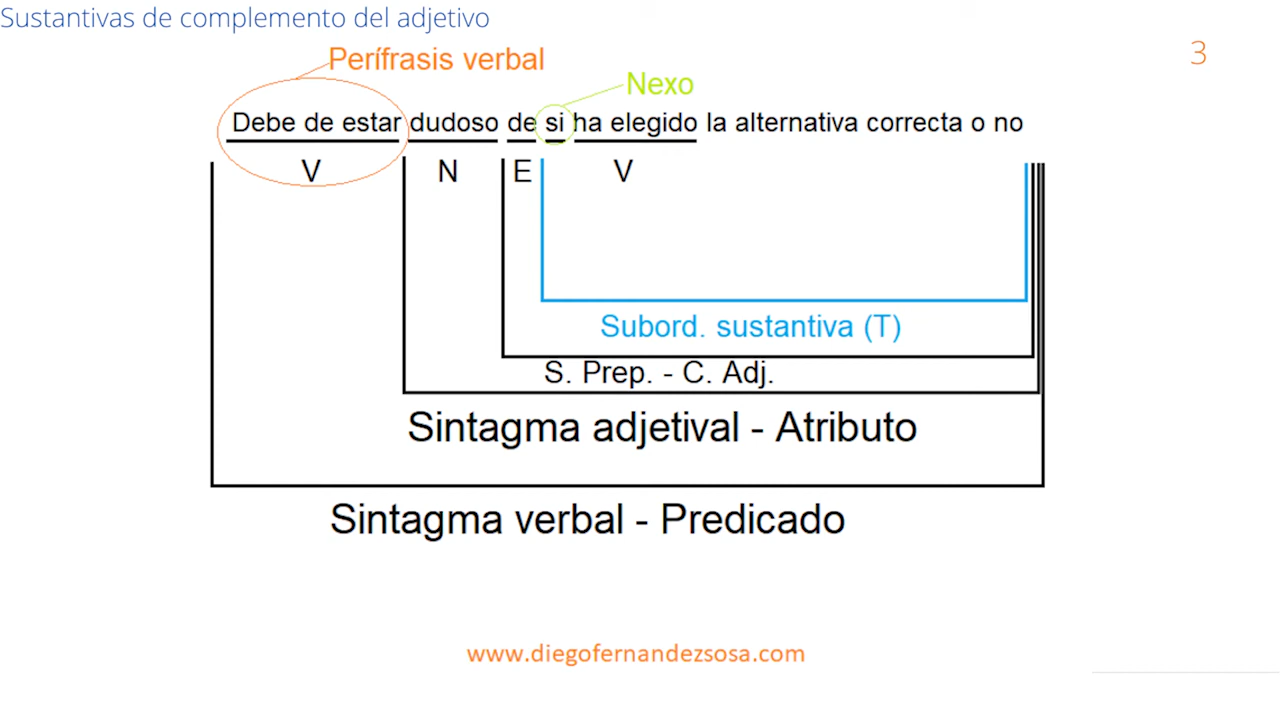 Sustantivas de complemento del adjetivo
3
Perífrasis verbal
Nexo
Debe de estar dudoso de si ha elegido la alternativa correcta o no
V N E V
Subord. sustantiva (T)
S. Prep. - C. Adj.
Sintagma adjetival - Atributo
Sintagma verbal - Predicado
www.diegofernandezsosa.com